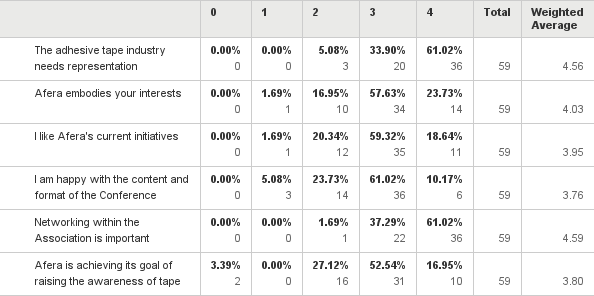 0 1 2 3 4 Total Weighted
Average
The adhesive tape industry 0.00% 0.00% 5.08% 33.90% 61.02%
needs representation 0 0 3 20 36 59 4.56
Afera embodies your interests 0.00% 1.69% 16.95% 57.63% 23.73%
0 1 10 34 14 59 4.03
I like Afera's current initiatives 0.00% 1.69% 20.34% 59.32% 18.64%
0 1 12 35 11 59 3.95
I am happy with the content and 0.00% 5.08% 23.73% 61.02% 10.17%
format of the Conference 0 3 14 36 6 59 3.76
Networking within the 0.00% 0.00% 1.69% 37.29% 61.02%
Association is important 0 0 1 22 36 59 4.59
Afera is achieving its goal of 3.39% 0.00% 27.12% 52.54% 16.95%
raising the awareness of tape 2 0 16 31 10 59 3.80